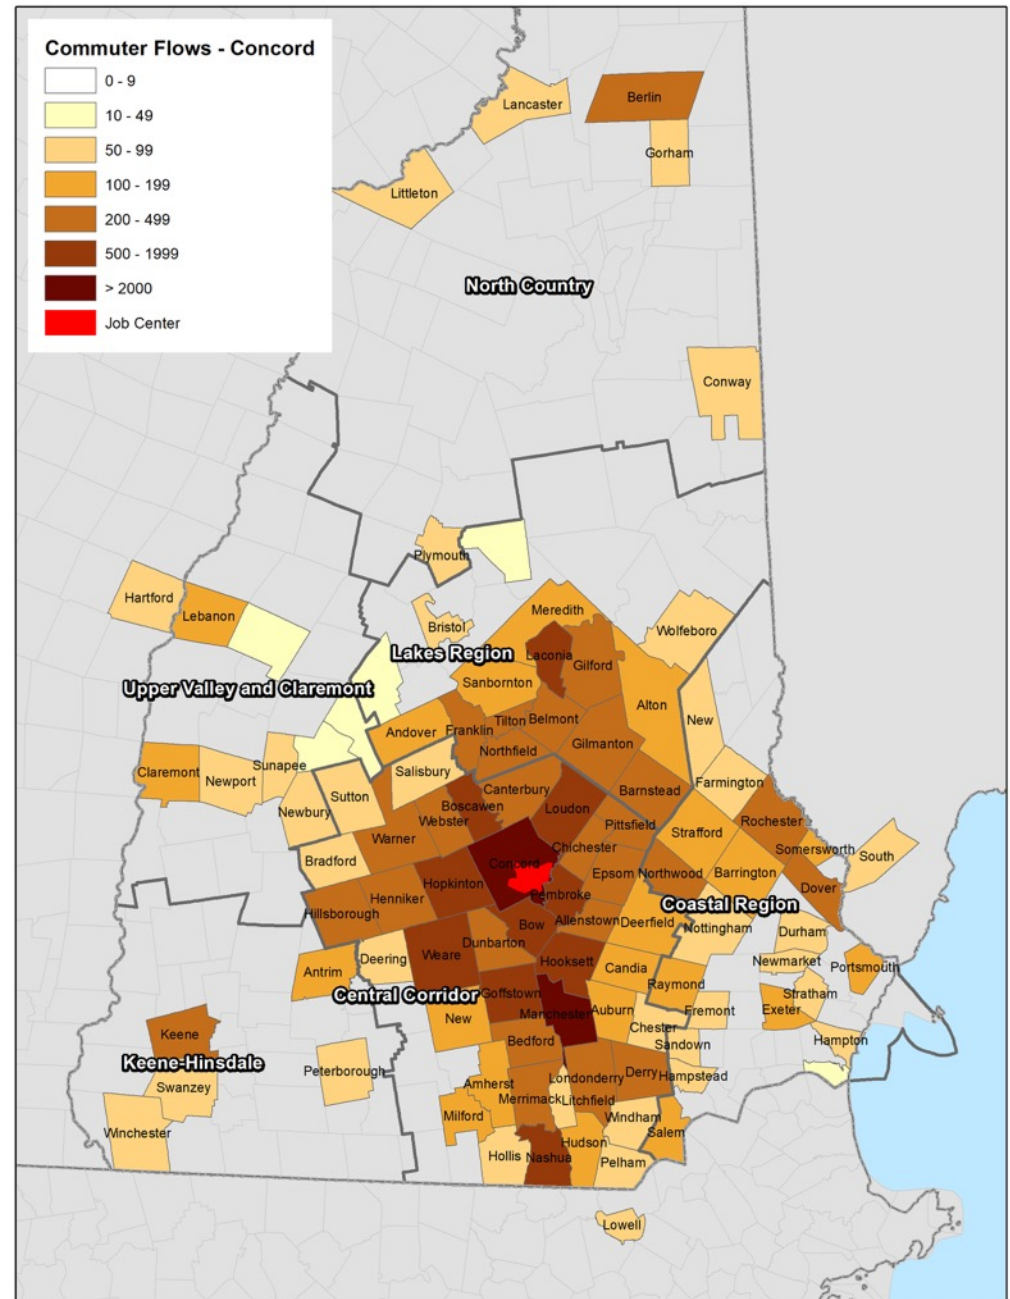 Commuter Flows - Concord
0 - 9
10 - 49
50 - 99
100 - 199
200 - 499
500 - 1999
> 2000
Job Center
Lancaster
Berlin
Gorham
Littleton
North Country
Conway
Plymouth
Hartford
Lebanon
Meredith
Bristol
Wolfeboro
Laconia
Lakes Region
Gilford
Sanbornton
Upper Valley and Claremont
Alton
New
Tilton
Belmont
Andover
Franklin
Gilmanton
Northfield
Sunapee
Claremont
Newport
Salisbury
Farmington
Canterbury
Barnstead
Sutton
Boscawen
Loudon
Newbury
Webster
Pittsfield
Rochester
Strafford
Warner
Chichester
Somersworth
South
Bradford
Concord
Epsom
Northwood
Barrington
Hopkinton
Dover
Pembroke
Henniker
Coastal Region
Hillsborough
Allenstown
Deerfield
Bow
Nottingham
Durham
Dunbarton
Weare
Deering
Hooksett
Newmarket
Portsmouth
Antrim
Candia
Raymond
Central Corridor
Goffstown
Stratham
Manchester
Auburn
Fremont
Exeter
New
Chester
Keene
Bedford
Sandown
Hampton
Keene-Hinsdale
Peterborough
Derry
Hampstead
Londonderry
Swanzey
Amherst
Merrimack
Litchfield
Milford
Windham
Winchester
Salem
Hudson
Hollis
Nashua
Pelham
Lowell